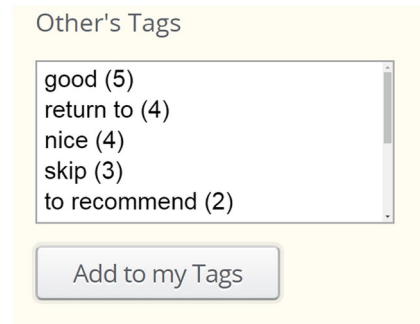 Other's Tags
good (5)
return to (4)
nice (4)
skip (3)
to recommend (2)
Add to my Tags